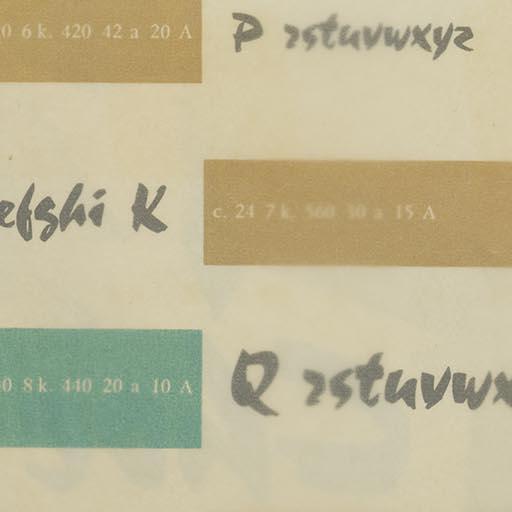 0 6 k. 420 42 a 20 A
P rstuvwxyz
efghi K
c. 24 7 k. 560 30 a 15 A
0 8 k. 440 20 a 10 A
Q rstuvwx